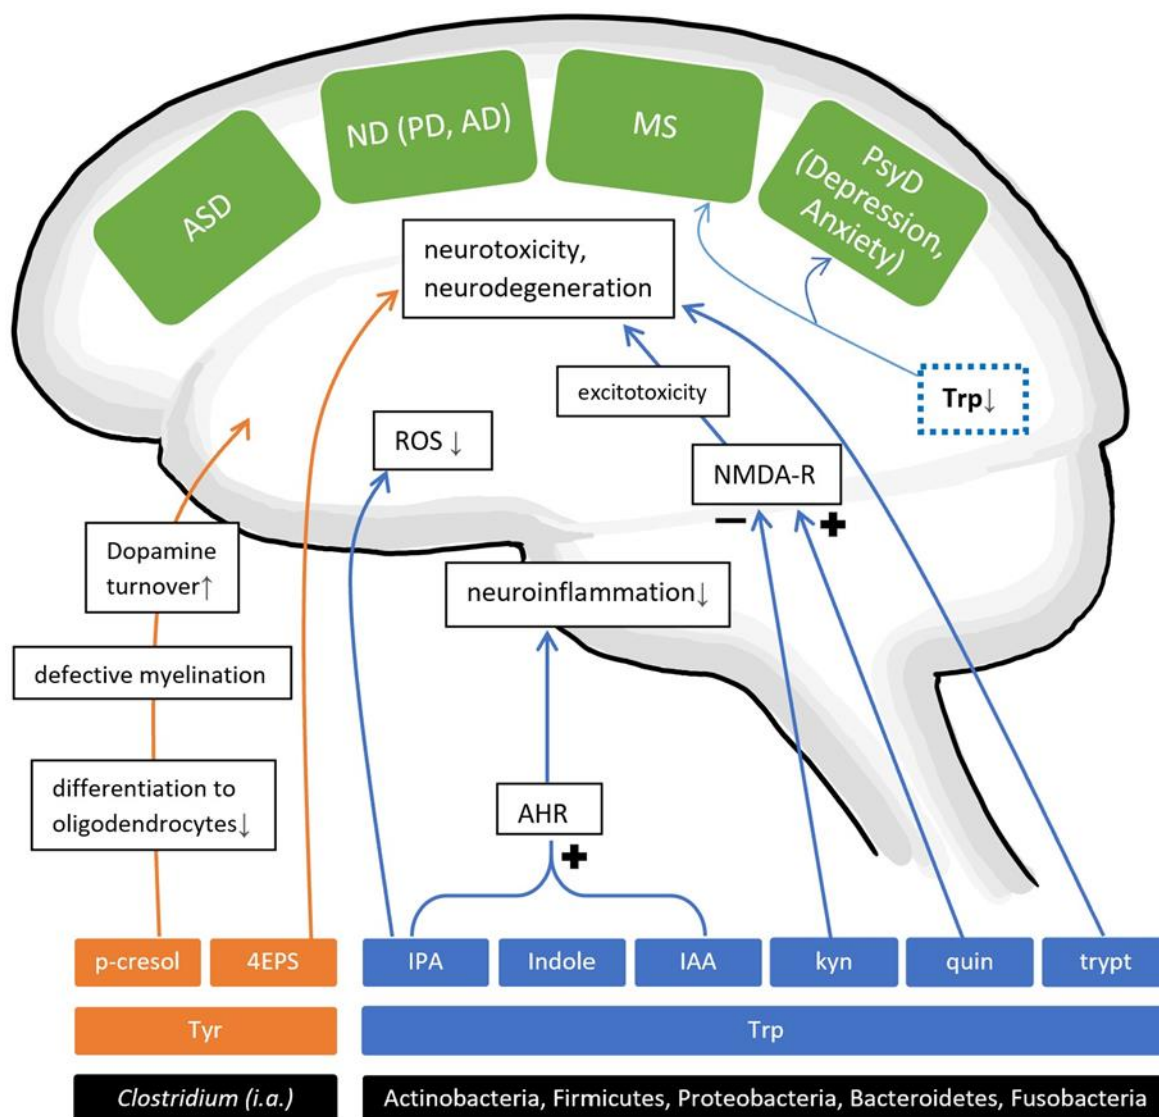 ASD
ND (PD, AD)
MS
PsyD
(Depression,
Anxiety)
neurotoxicity,
neurodegeneration
excitotoxicity
Trp↓
ROS ↓
NMDA-R
− +
Dopamine
turnover↑
neuroinflammation↓
defective myelination
differentiation to
oligodendrocytes↓
AHR
+
p-cresol 4EPS IPA Indole IAA kyn quin trypt
Tyr Trp
Clostridium (i.a.) Actinobacteria, Firmicutes, Proteobacteria, Bacteroidetes, Fusobacteria